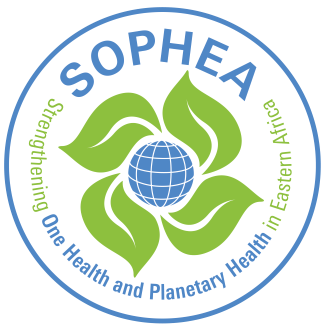 SOPHEA
Strengthening One Health and Planetary Health in Eastern Africa